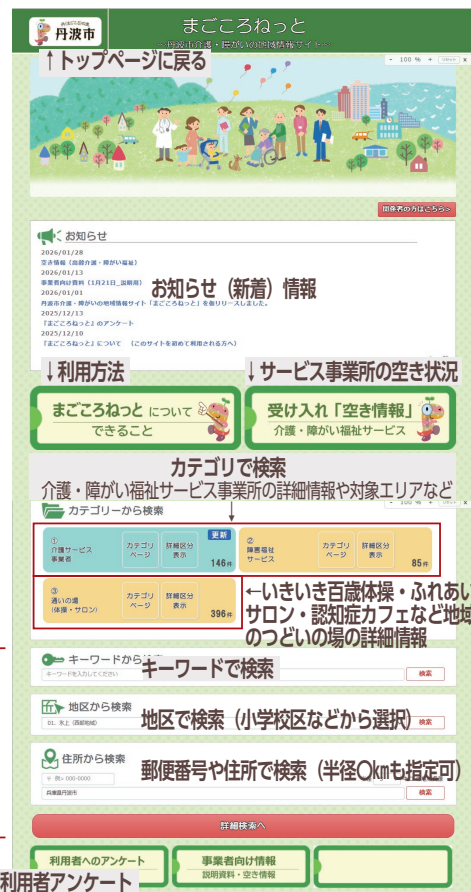 丹波市
まごころねっと
~丹波市介護・障がいの地域情報サイト~
↑トップページに戻る
- 100 % +
x
関係者の方はこちら>
お知らせ
2026/01/28
空き情報（高齢介護・障がい福祉）
2026/01/13
事業者向け資料（1月21日_説明用）
お知らせ（新着）情報
2026/01/01
丹波市介護・障がいの地域情報サイト「まごころねっと」を仮リリースしました。
2025/12/13
『まごころねっと』のアンケート
2025/12/10
『まごころねっと』について （このサイトを初めて利用される方へ）
↓利用方法
↓サービス事業所の空き状況
まごころねっと について
できること
受け入れ「空き情報」
介護・障がい福祉サービス
カテゴリで検索
介護・障がい福祉サービス事業所の詳細情報や対象エリアなど
カテゴリーから検索
- 100 % +
x
①
介護サービス
事業者
カテゴリ
ページ
詳細区分
表示
更新
146件
②
障害福祉
サービス
カテゴリ
ページ
詳細区分
表示
85件
③
通いの場
（体操・サロン）
カテゴリ
ページ
詳細区分
表示
396件
←いきいき百歳体操・ふれあい
サロン・認知症カフェなど地域
のつどいの場の詳細情報
キーワードから検索
キーワードで検索
キーワードを入力してください
検索
地区から検索
地区で検索（小学校区などから選択）
01. 氷上（西部地域）
検索
住所から検索
郵便番号や住所で検索（半径〇kmも指定可）
〒 例> 000-0000
兵庫県丹波市
検索
詳細検索へ
利用者へのアンケート
事業者向け情報
説明資料・空き情報
利用者アンケート